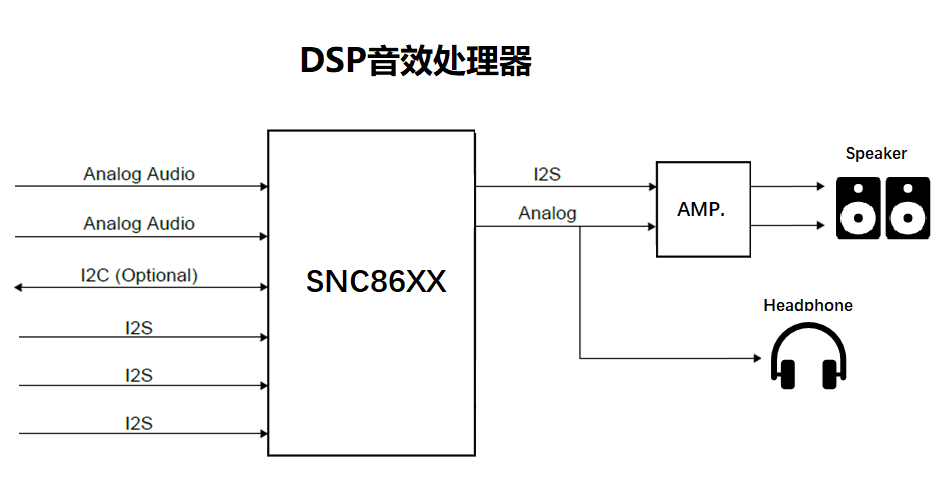 DSP音效处理器
Analog Audio
Analog Audio
I2C (Optional)
I2S
I2S
I2S
SNC86XX
I2S
Analog
AMP.
Speaker
Headphone